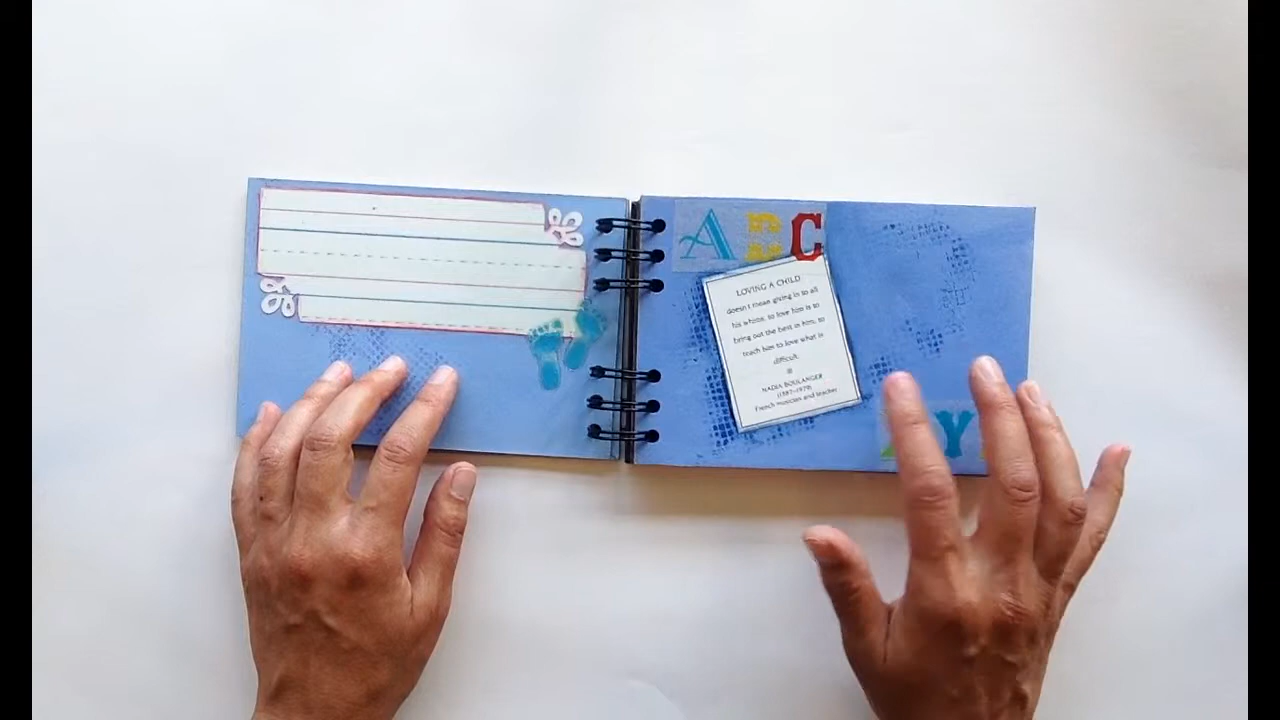 ABC
LOVING A CHILD
doesn't mean giving in to all
his whims; to love him is to
bring out the best in him, to
teach him to love what is
difficult.
NADIA BOULANGER
(1887-1979)
French musician and teacher
Y